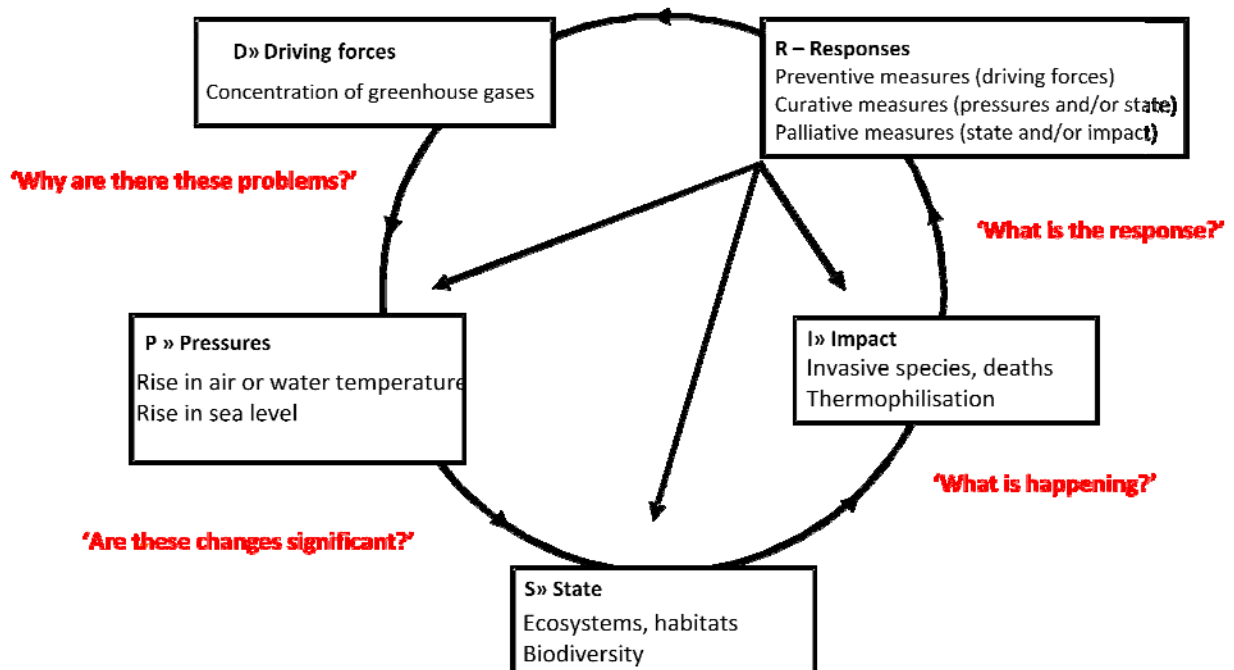 D» Driving forces
Concentration of greenhouse gases
R – Responses
Preventive measures (driving forces)
Curative measures (pressures and/or state)
Palliative measures (state and/or impact)
‘Why are there these problems?’
‘What is the response?’
P » Pressures
Rise in air or water temperature
Rise in sea level
I» Impact
Invasive species, deaths
Thermophilisation
‘What is happening?’
‘Are these changes significant?’
S» State
Ecosystems, habitats
Biodiversity